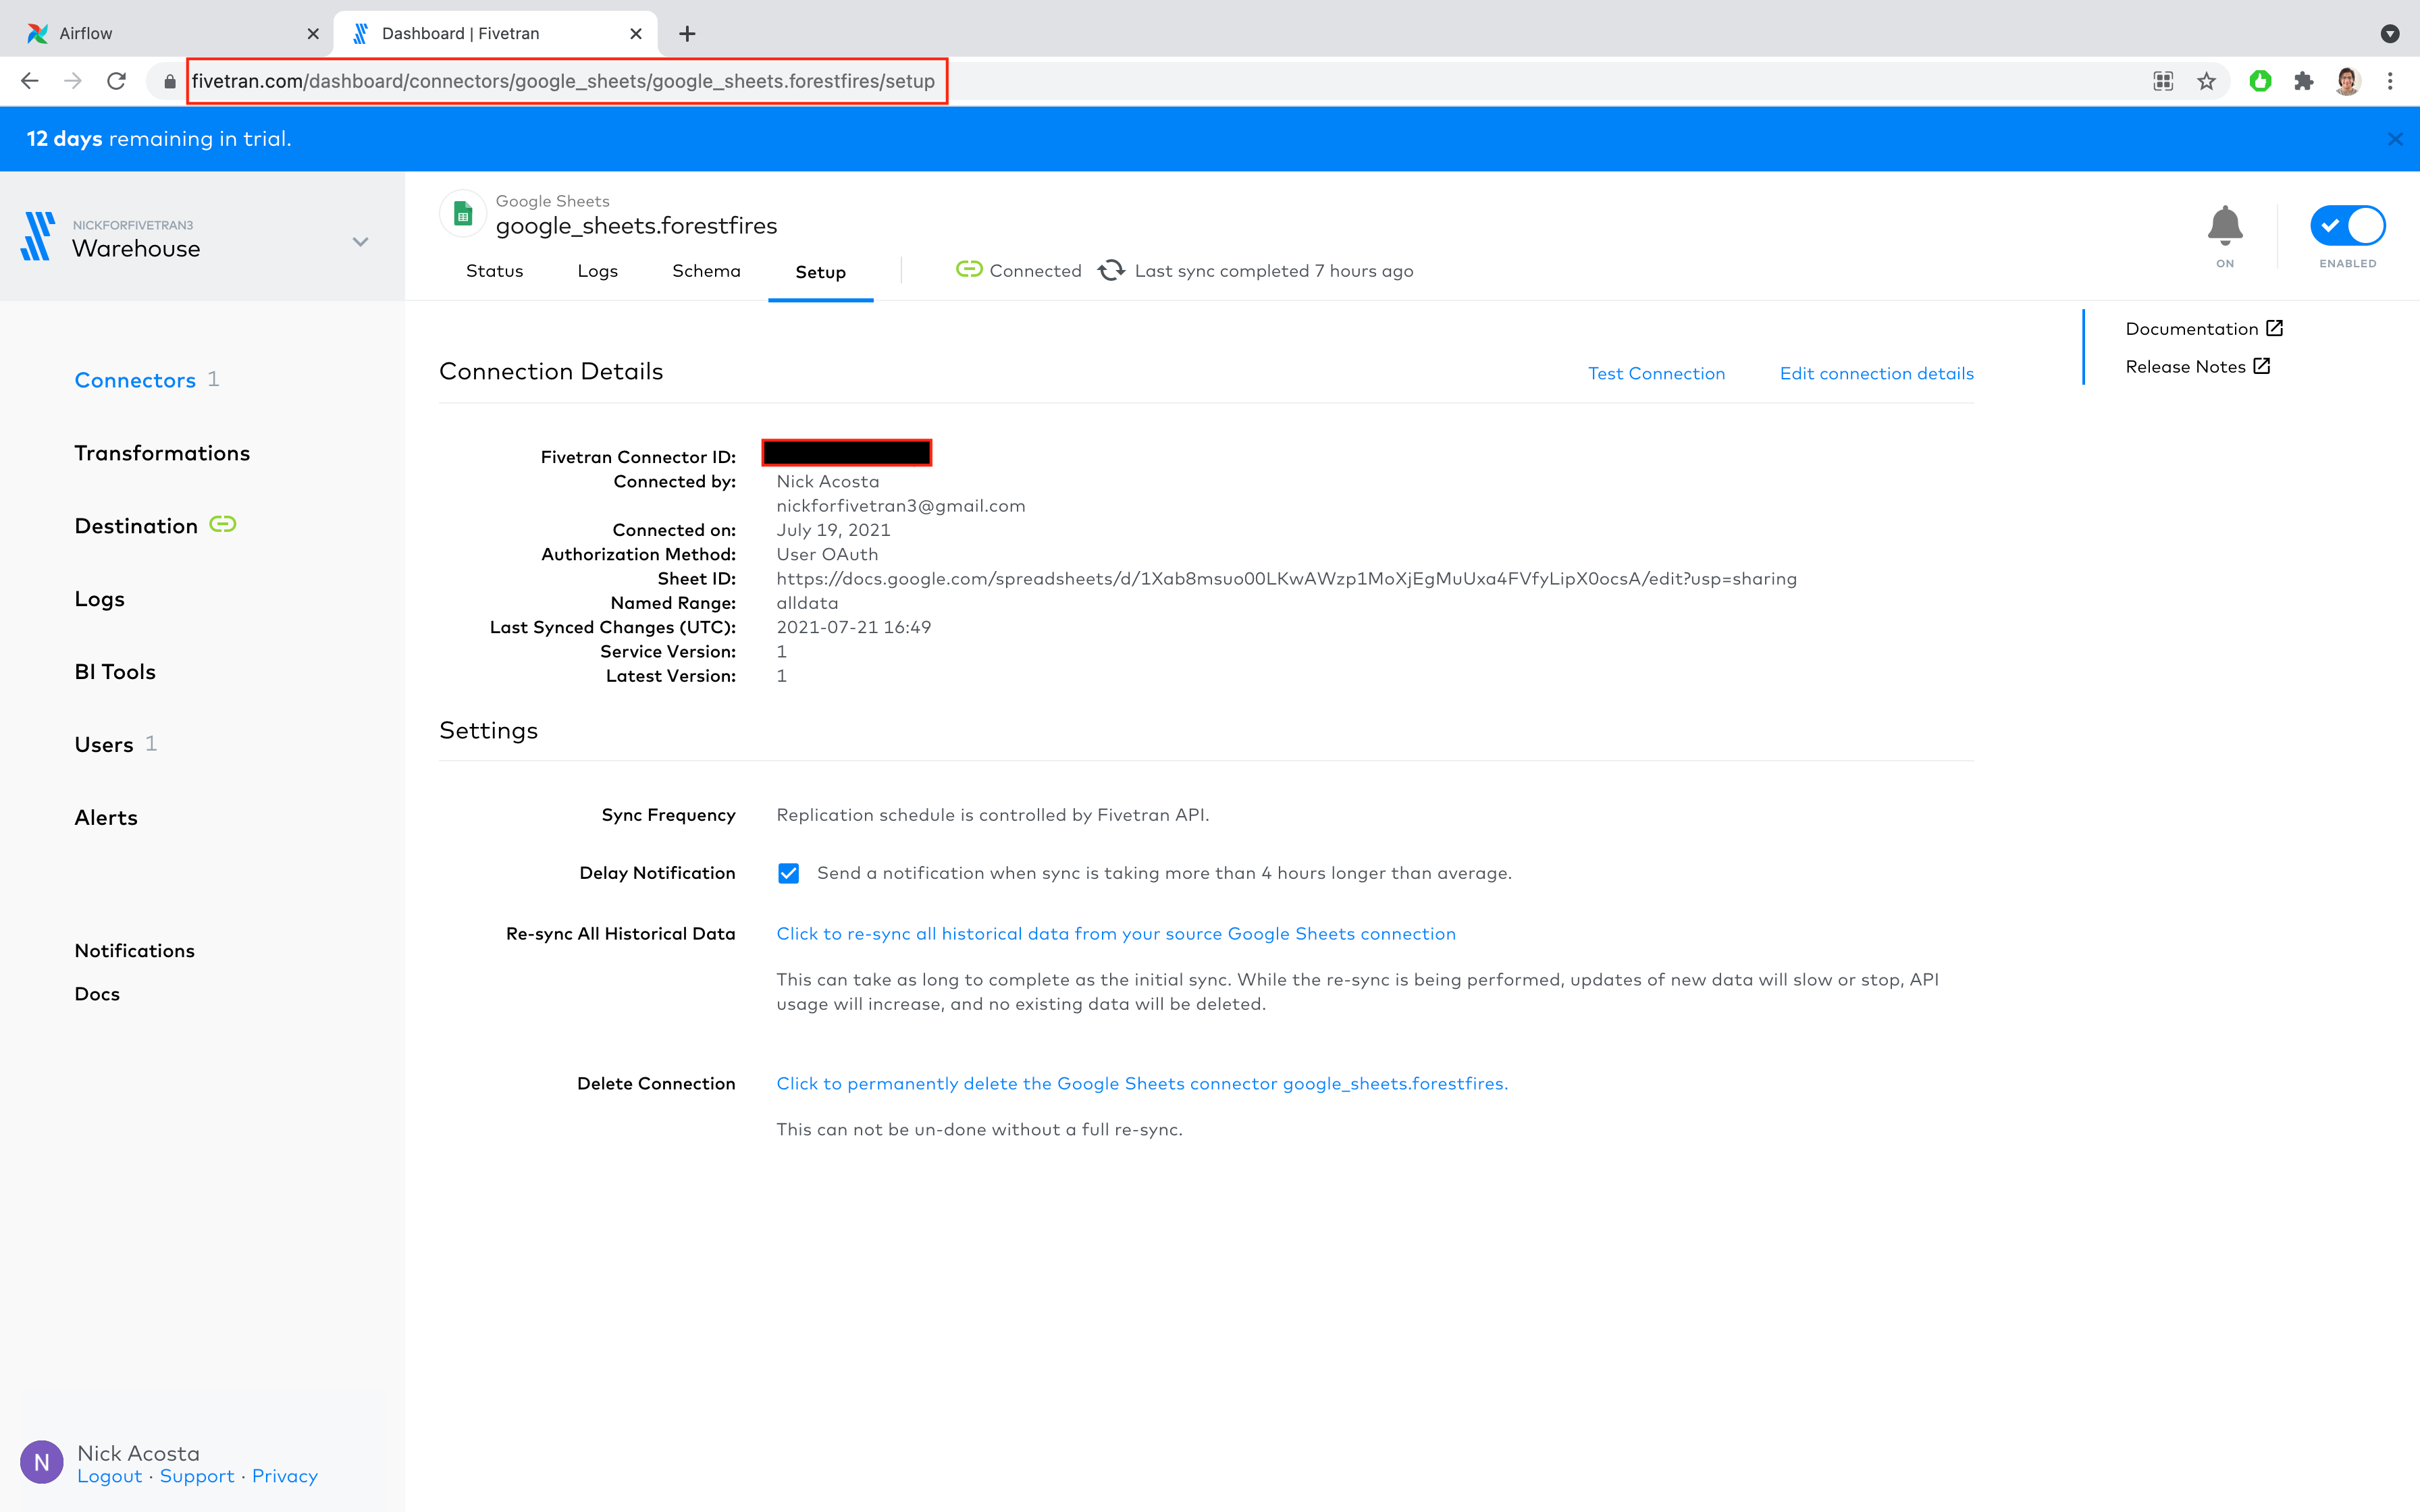 Airflow
Dashboard | Fivetran
fivetran.com/dashboard/connectors/google_sheets/google_sheets.forestfires/setup
12 days remaining in trial.
NICKFORFIVETRAN3
Warehouse
Google Sheets
google_sheets.forestfires
ON
ENABLED
Status
Logs
Schema
Setup
Connected
Last sync completed 7 hours ago
Connectors 1
Transformations
Destination
Logs
BI Tools
Users 1
Alerts
Notifications
Docs
Documentation
Release Notes
Connection Details
Test Connection
Edit connection details
Fivetran Connector ID:
Connected by: Nick Acosta
nickforfivetran3@gmail.com
Connected on: July 19, 2021
Authorization Method: User OAuth
Sheet ID: https://docs.google.com/spreadsheets/d/1Xab8msuo00LKwAWzp1MoXjEgMuUxa4FVfyLipX0ocsA/edit?usp=sharing
Named Range: alldata
Last Synced Changes (UTC): 2021-07-21 16:49
Service Version: 1
Latest Version: 1
Settings
Sync Frequency Replication schedule is controlled by Fivetran API.
Delay Notification Send a notification when sync is taking more than 4 hours longer than average.
Re-sync All Historical Data Click to re-sync all historical data from your source Google Sheets connection
This can take as long to complete as the initial sync. While the re-sync is being performed, updates of new data will slow or stop, API
usage will increase, and no existing data will be deleted.
Delete Connection Click to permanently delete the Google Sheets connector google_sheets.forestfires.
This can not be un-done without a full re-sync.
N
Nick Acosta
Logout · Support · Privacy